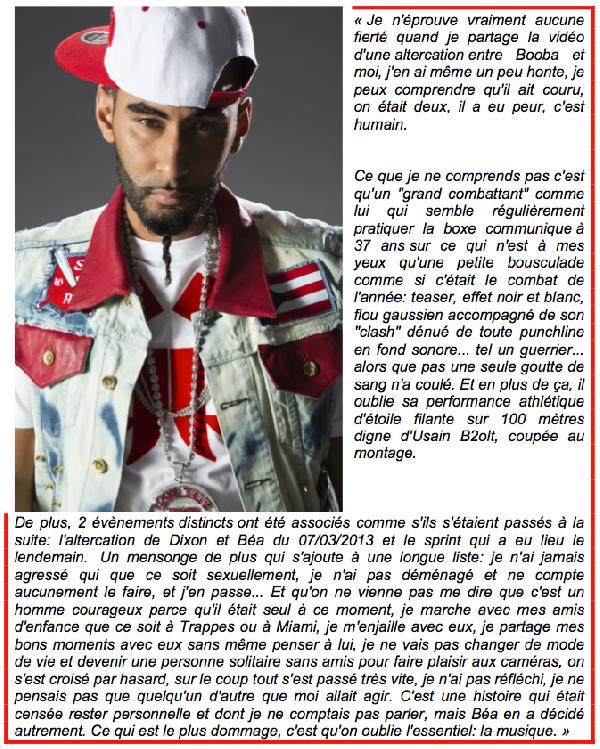 « Je n'éprouve vraiment aucune
fierté quand je partage la vidéo
d'une altercation entre Booba et
moi, j'en ai même un peu honte, je
peux comprendre qu'il ait couru,
on était deux, il a eu peur, c'est
humain.
Ce que je ne comprends pas c'est
qu'un "grand combattant" comme
lui qui semble régulièrement
pratiquer la boxe communique à
37 ans sur ce qui n'est à mes
yeux qu'une petite bousculade
comme si c'était le combat de
l'année: teaser, effet noir et blanc,
flou gaussien accompagné de son
"clash" dénué de toute punchline
en fond sonore... tel un guerrier...
alors que pas une seule goutte de
sang n'a coulé. Et en plus de ça, il
oublie sa performance athlétique
d'étoile filante sur 100 mètres
digne d'Usain B2olt, coupée au
montage.
De plus, 2 évènements distincts ont été associés comme s'ils s'étaient passés à la
suite: l'altercation de Dixon et Béa du 07/03/2013 et le sprint qui a eu lieu le
lendemain. Un mensonge de plus qui s'ajoute à une longue liste: je n'ai jamais
agressé qui que ce soit sexuellement, je n'ai pas déménagé et ne compte
aucunement le faire, et j'en passe... Et qu'on ne vienne pas me dire que c'est un
homme courageux parce qu'il était seul à ce moment, je marche avec mes amis
d'enfance que ce soit à Trappes ou à Miami, je m'enjaille avec eux, je partage mes
bons moments avec eux sans même penser à lui, je ne vais pas changer de mode
de vie et devenir une personne solitaire sans amis pour faire plaisir aux caméras, on
s'est croisé par hasard, sur le coup tout s'est passé très vite, je n'ai pas réfléchi, je ne
pensais pas que quelqu'un d'autre que moi allait agir. C'est une histoire qui était
censée rester personnelle et dont je ne comptais pas parler, mais Béa en a décidé
autrement. Ce qui est le plus dommage, c'est qu'on oublie l'essentiel: la musique. »